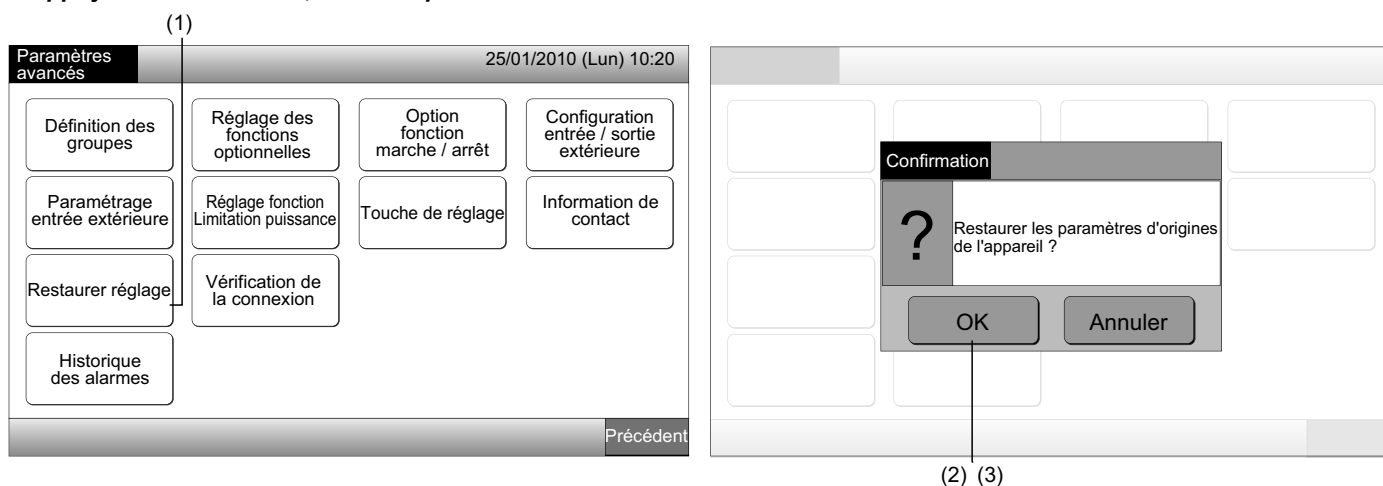 (1)
Paramètres
avancés
25/01/2010 (Lun) 10:20
Définition des
groupes
Réglage des
fonctions
optionnelles
Option
fonction
marche / arrêt
Configuration
entrée / sortie
extérieure
Paramétrage
entrée extérieure
Réglage fonction
Limitation puissance
Touche de réglage
Information de
contact
Restaurer réglage
Vérification de
la connexion
Historique
des alarmes
Précédent
Confirmation
?
Restaurer les paramètres d'origines
de l'appareil ?
OK
Annuler
(2) (3)